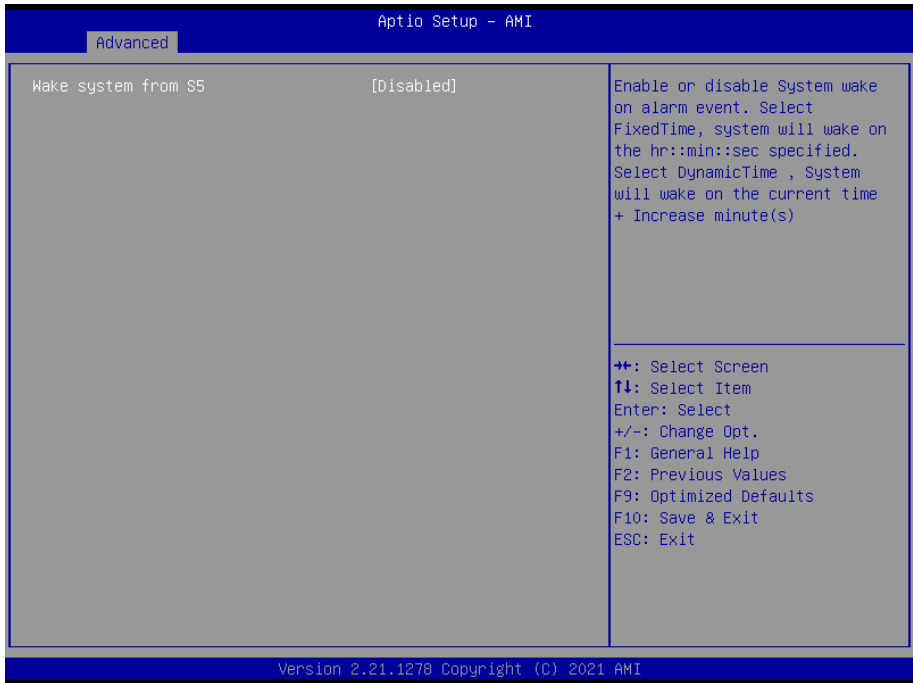 Aptio Setup – AMI
Advanced
Wake system from S5 [Disabled]
Enable or disable System wake
on alarm event. Select
FixedTime, system will wake on
the hr::min::sec specified.
Select DynamicTime , System
will wake on the current time
+ Increase minute(s)
→←: Select Screen
↑↓: Select Item
Enter: Select
+/-: Change Opt.
F1: General Help
F2: Previous Values
F9: Optimized Defaults
F10: Save & Exit
ESC: Exit
Version 2.21.1278 Copyright (C) 2021 AMI